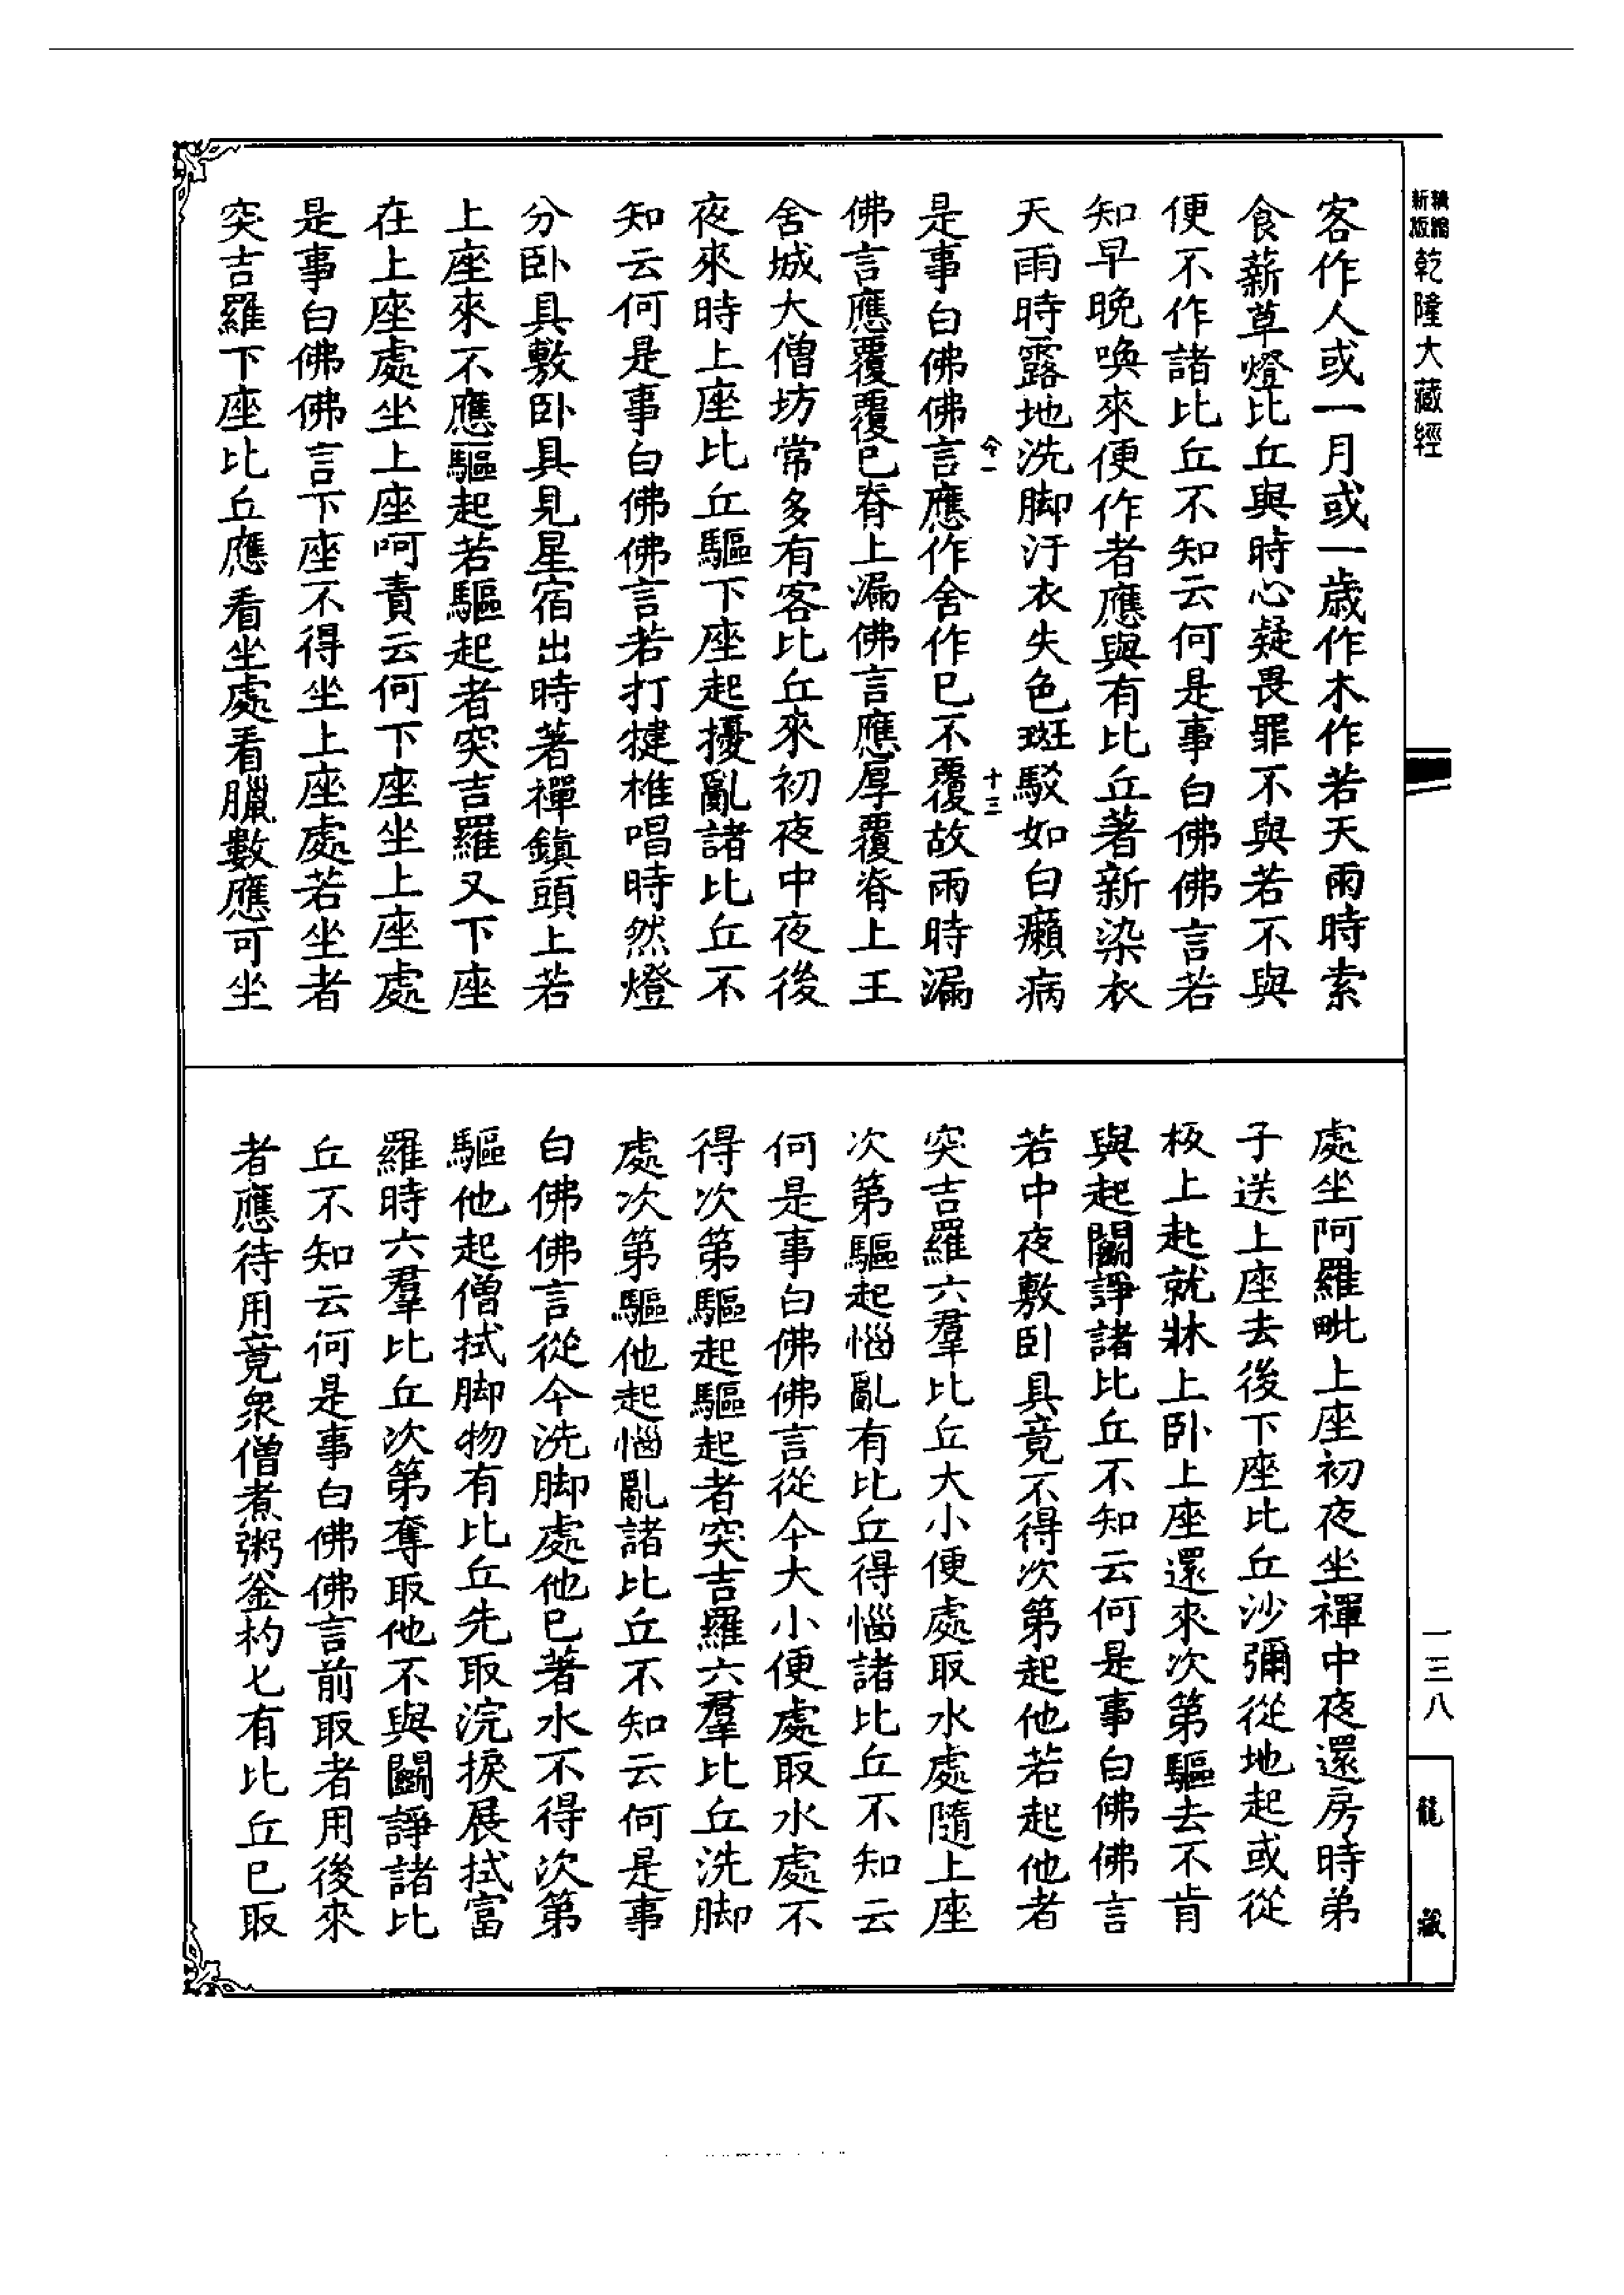 新版 精縮 乾隆大藏經
客作人或一月或一歲作木作若天雨時索
食薪草燈比丘與時心疑畏罪不與若不與
便不作諸比丘不知云何是事白佛佛言若
知早晚喚來便作者應與有比丘著新染衣
天雨時露地洗脚汙衣失色斑駁如白癩病
今一 十三
是事白佛佛言應作舍作已不覆故雨時漏
佛言應覆覆已脊上漏佛言應厚覆脊上王
舍城大僧坊常多有客比丘來初夜中夜後
夜來時上座比丘驅下座起擾亂諸比丘不
知云何是事白佛佛言若打揵椎唱時然燈
分卧具敷卧具見星宿出時著禪鎮頭上若
上座來不應驅起若驅起者突吉羅又下座
在上座處坐上座呵責云何下座坐上座處
是事白佛佛言下座不得坐上座處若坐者
突吉羅下座比丘應看坐處看臘數應可坐
處坐阿羅毗上座初夜坐禪中夜還房時弟
子送上座去後下座比丘沙彌從地起或從
板上起就牀上卧上座還來次第驅去不肯
與起鬭諍諸比丘不知云何是事白佛佛言
若中夜敷卧具竟不得次第起他若起他者
突吉羅六羣比丘大小便處取水處隨上座
次第驅起惱亂有比丘得惱諸比丘不知云
何是事白佛佛言從今大小便處取水處不
得次第驅起驅起者突吉羅六羣比丘洗脚
處次第驅他起惱亂諸比丘不知云何是事
白佛佛言從今洗脚處他已著水不得次第
驅他起僧拭脚物有比丘先取浣捩展拭富
羅時六羣比丘次第奪取他不與鬭諍諸比
丘不知云何是事白佛佛言前取者用後來
者應待用竟衆僧煮粥釜杓匕有比丘已取
一三八
龍藏